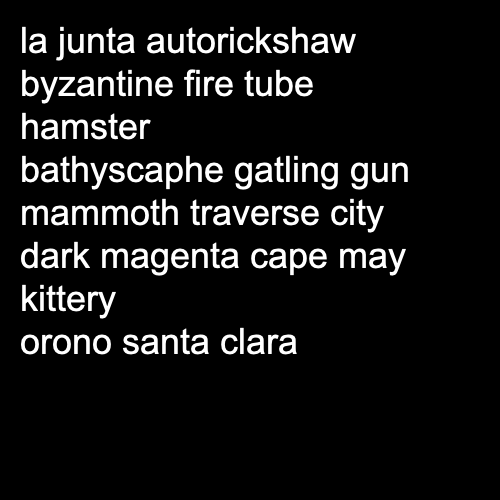 la junta autorickshaw
byzantine fire tube
hamster
bathyscaphe gatling gun
mammoth traverse city
dark magenta cape may
kittery
orono santa clara